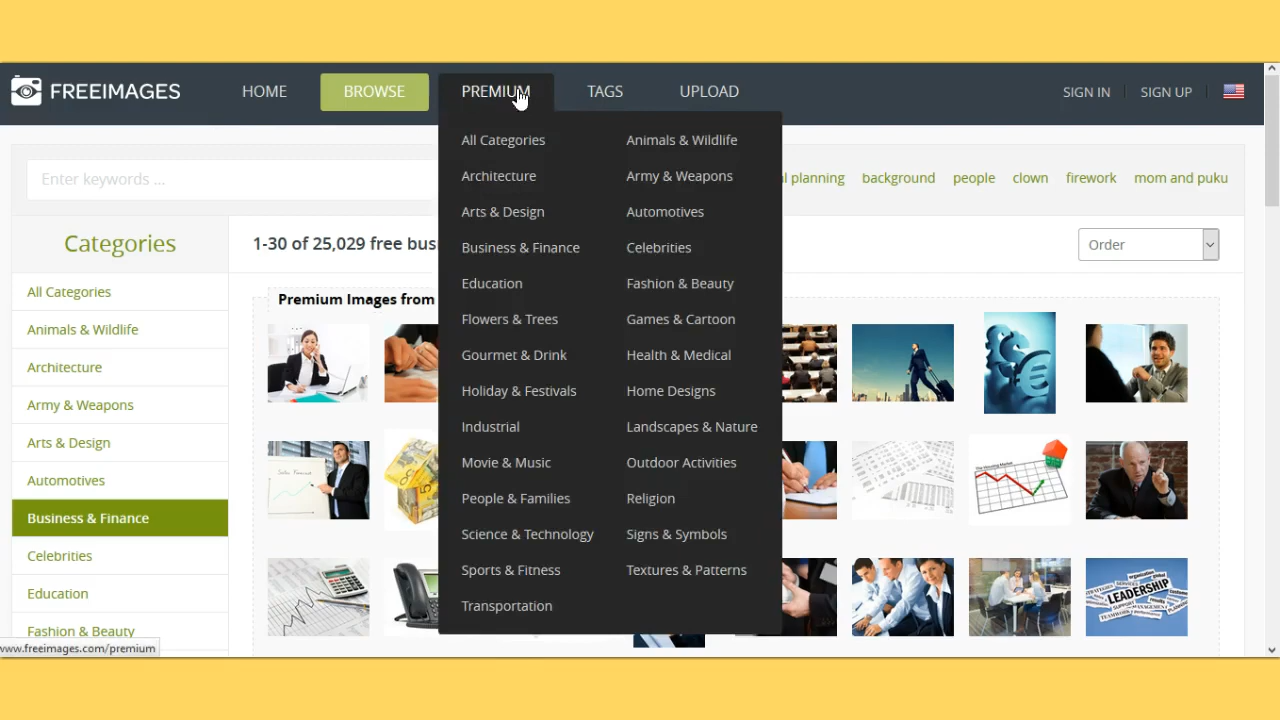 FREEIMAGES
HOME
BROWSE
PREMIUM
TAGS
UPLOAD
SIGN IN
SIGN UP
Enter keywords ...
planning
background
people
clown
firework
mom and puku
All Categories
Architecture
Arts & Design
Business & Finance
Education
Flowers & Trees
Gourmet & Drink
Holiday & Festivals
Industrial
Movie & Music
People & Families
Science & Technology
Sports & Fitness
Transportation
Animals & Wildlife
Army & Weapons
Automotives
Celebrities
Fashion & Beauty
Games & Cartoon
Health & Medical
Home Designs
Landscapes & Nature
Outdoor Activities
Religion
Signs & Symbols
Textures & Patterns
Categories
1-30 of 25,029 free
Order
All Categories
Animals & Wildlife
Architecture
Army & Weapons
Arts & Design
Automotives
Business & Finance
Celebrities
Education
Fashion & Beauty
Premium Images from
The Housing Market
LEADERSHIP
www.freeimages.com/premium